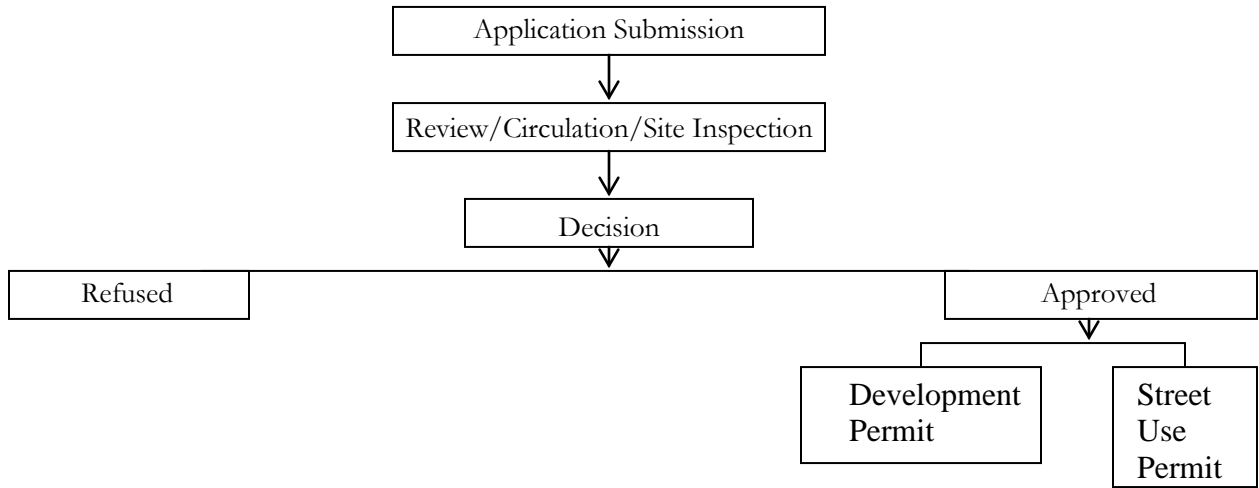 Application Submission
Review/Circulation/Site Inspection
Decision
Refused
Approved
Development
Permit
Street
Use
Permit